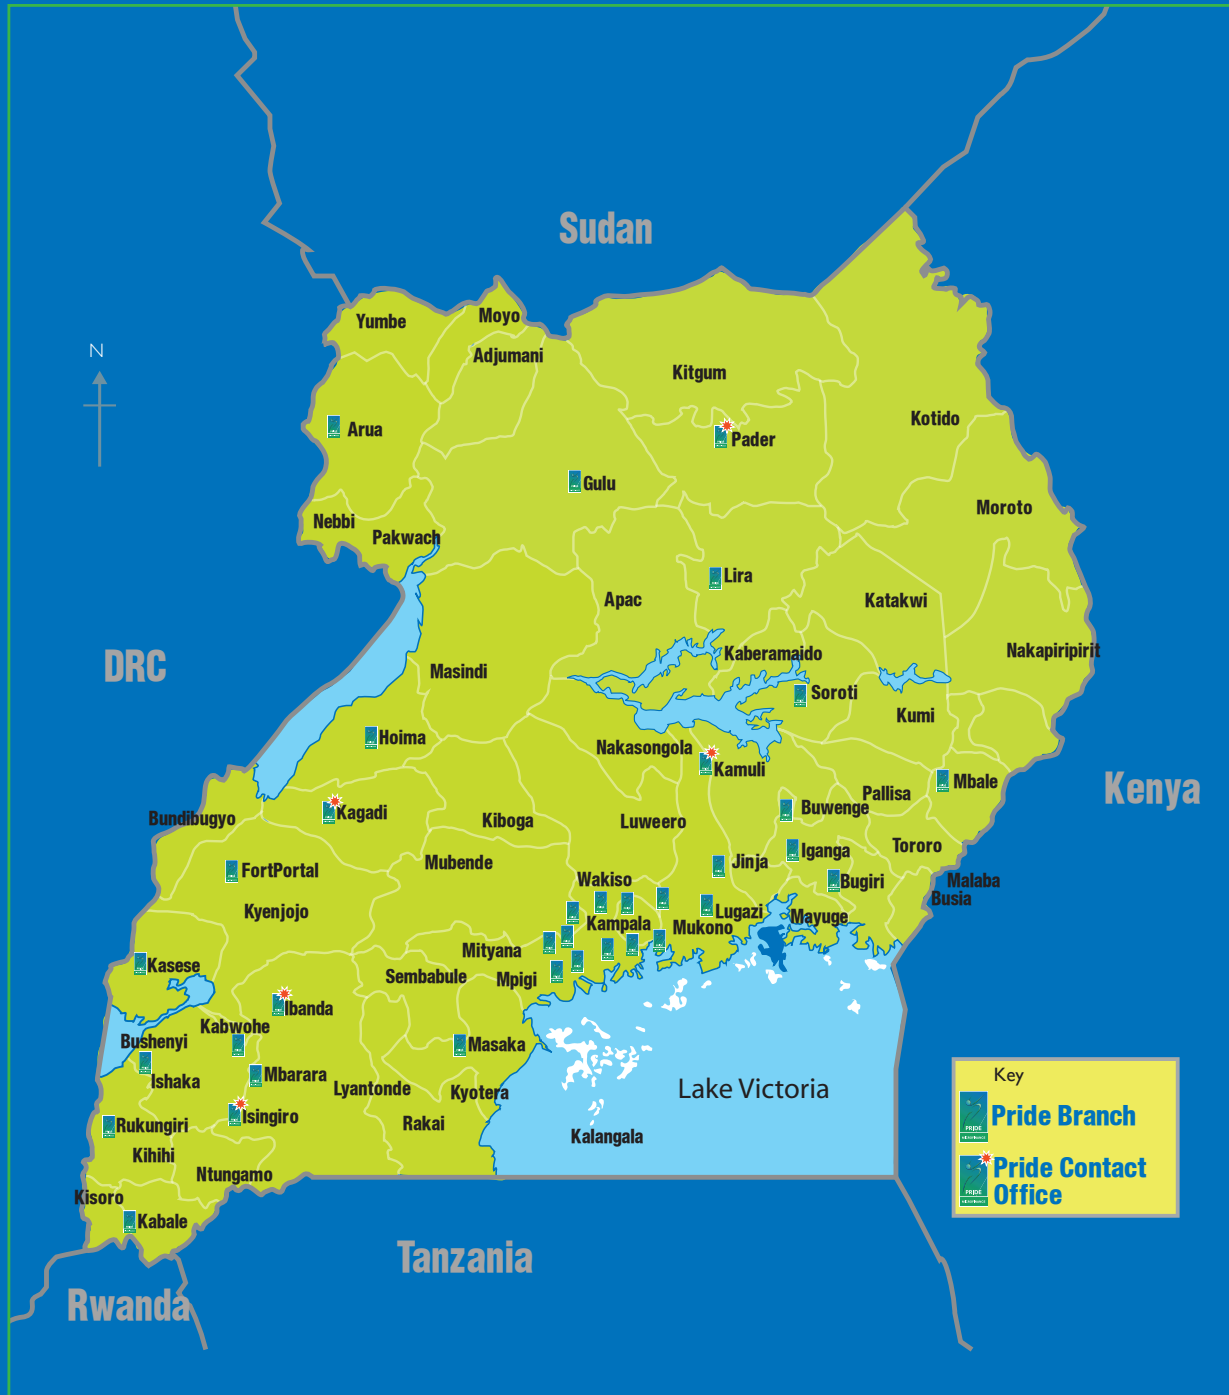 Sudan
Yumbe
Moyo
Adjumani
N
Kitgum
Kotido
Arua
Pader
Gulu
Moroto
Nebbi
Pakwach
Lira
Apac
Katakwi
DRC
Kaberamaido
Nakapiripirit
Masindi
Soroti
Kumi
Hoima
Nakasongola
Kamuli
Mbale
Kenya
Pallisa
Kagadi
Buwenge
Bundibugyo
Kiboga
Luweero
Tororo
Iganga
Mubende
Jinja
FortPortal
Wakiso
Bugiri
Malaba
Busia
Kyenjojo
Lugazi
Mayuge
Kampala
Mukono
Mityana
Kasese
Sembabule
Mpigi
Ibanda
Kabwohe
Bushenyi
Masaka
Mbarara
Ishaka
Lyantonde
Kyotera
Lake Victoria
Isingiro
Rukungiri
Rakai
Kalangala
Kihihi
Ntungamo
Kisoro
Kabale
Tanzania
Rwanda
Key
PRIDE
Pride Branch
PRIDE
Pride Contact
Office